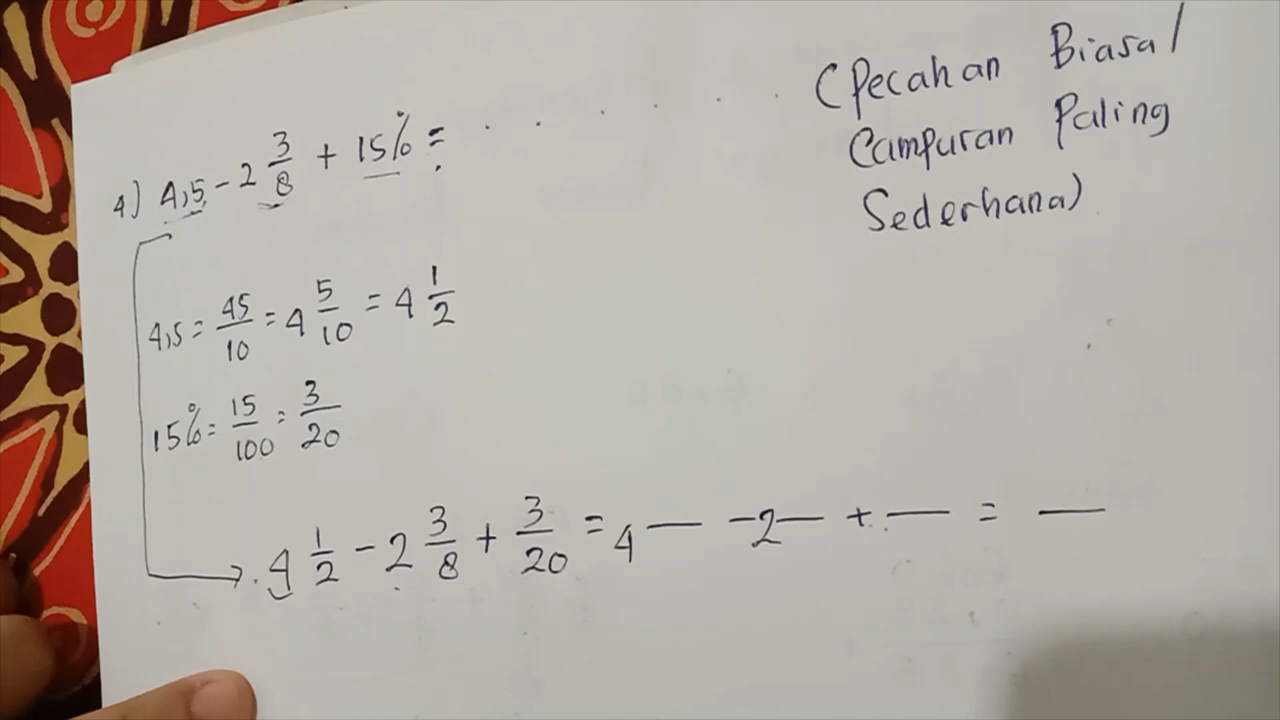 4) 4,5 - 2 3/8 + 15% = . . . . . .
(Pecahan Biasa/
Campuran Paling
Sederhana)
4,5 = 45/10 = 4 5/10 = 4 1/2
15% = 15/100 = 3/20
4 1/2 - 2 3/8 + 3/20 = 4 — - 2 — + — = —